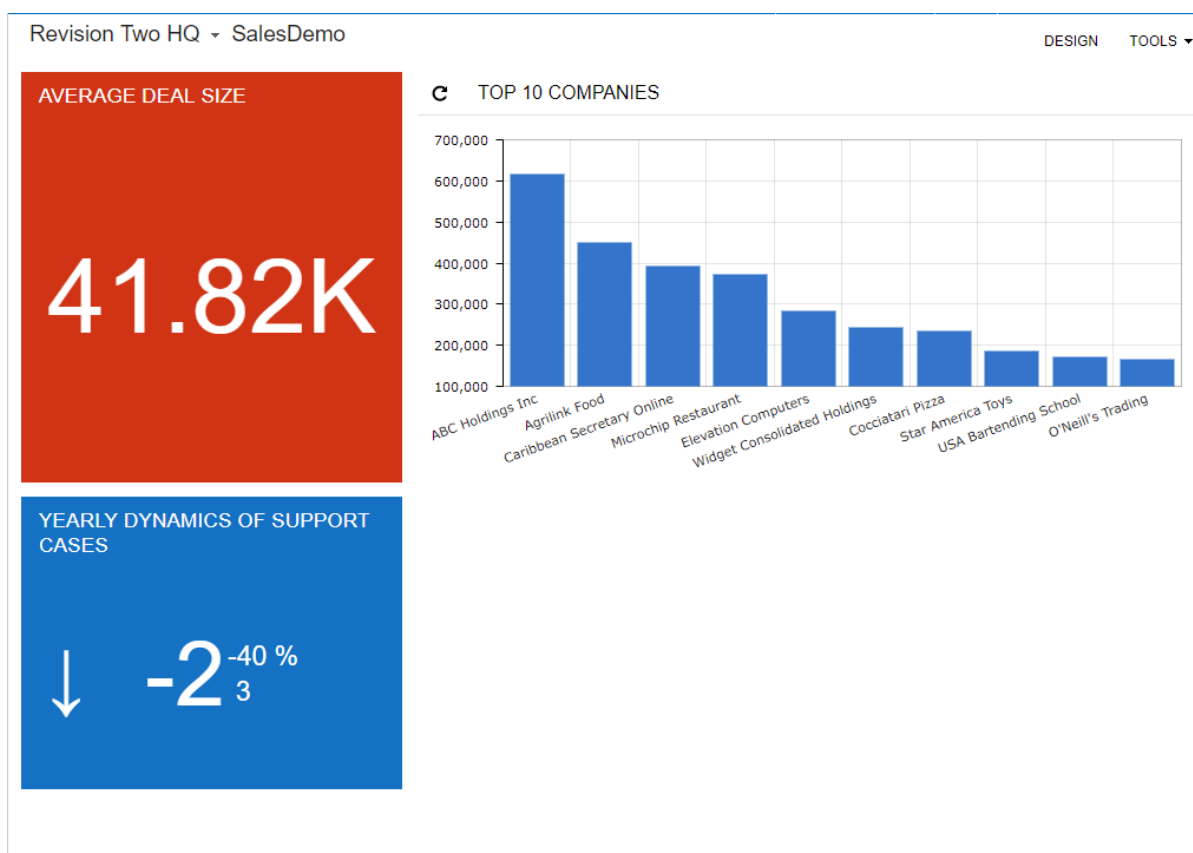 Revision Two HQ - SalesDemo
DESIGN TOOLS
AVERAGE DEAL SIZE
41.82K
TOP 10 COMPANIES
700,000
600,000
500,000
400,000
300,000
200,000
100,000
ABC Holdings Inc
Agrilink Food
Caribbean Secretary Online
Microchip Restaurant
Elevation Computers
Widget Consolidated Holdings
Cocciatari Pizza
Star America Toys
USA Bartending School
O'Neill's Trading
YEARLY DYNAMICS OF SUPPORT
CASES
↓ -2 -40 %
3